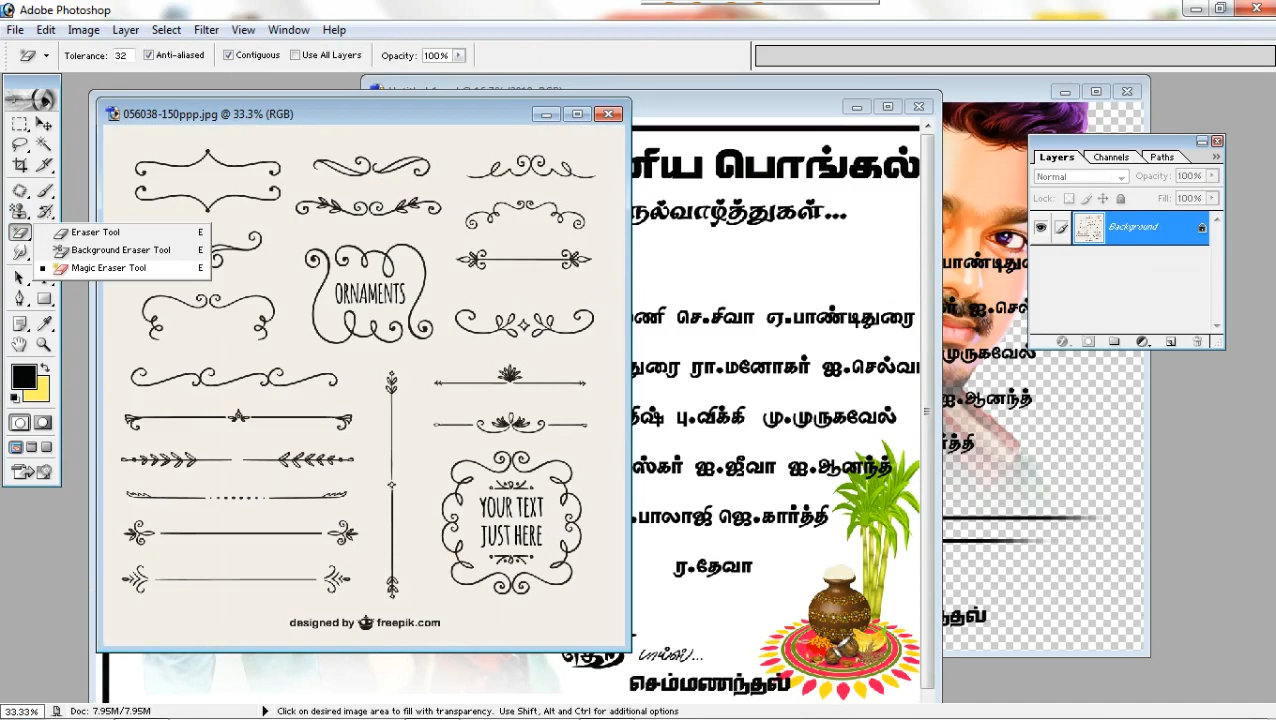 Adobe Photoshop
File Edit Image Layer Select Filter View Window Help
Tolerance: 32 Anti-aliased Contiguous Use All Layers Opacity: 100%
056038-150ppp.jpg @ 33.3% (RGB)
Eraser Tool E
Background Eraser Tool E
Magic Eraser Tool E
ORNAMENTS
YOUR TEXT
JUST HERE
designed by freepik.com
பொங்கல்
நல்வாழ்த்துகள்...
செ.சிவா ஏ.பாண்டிதுரை
ரா.மனோகர்
பு.விக்கி மு.முருகவேல்
ஐ.ஜீவா ஐ.ஆனந்த்
பாலாஜி ஜெ.கார்த்தி
ர.தேவா
செம்மணந்தல்
முருகவேல்
ஐ.ஆனந்த்
Layers Channels Paths
Normal Opacity: 100%
Lock: Fill: 100%
Background
33.33% Doc: 7.95M/7.95M Click on desired image area to fill with transparency. Use Shift, Alt and Ctrl for additional options